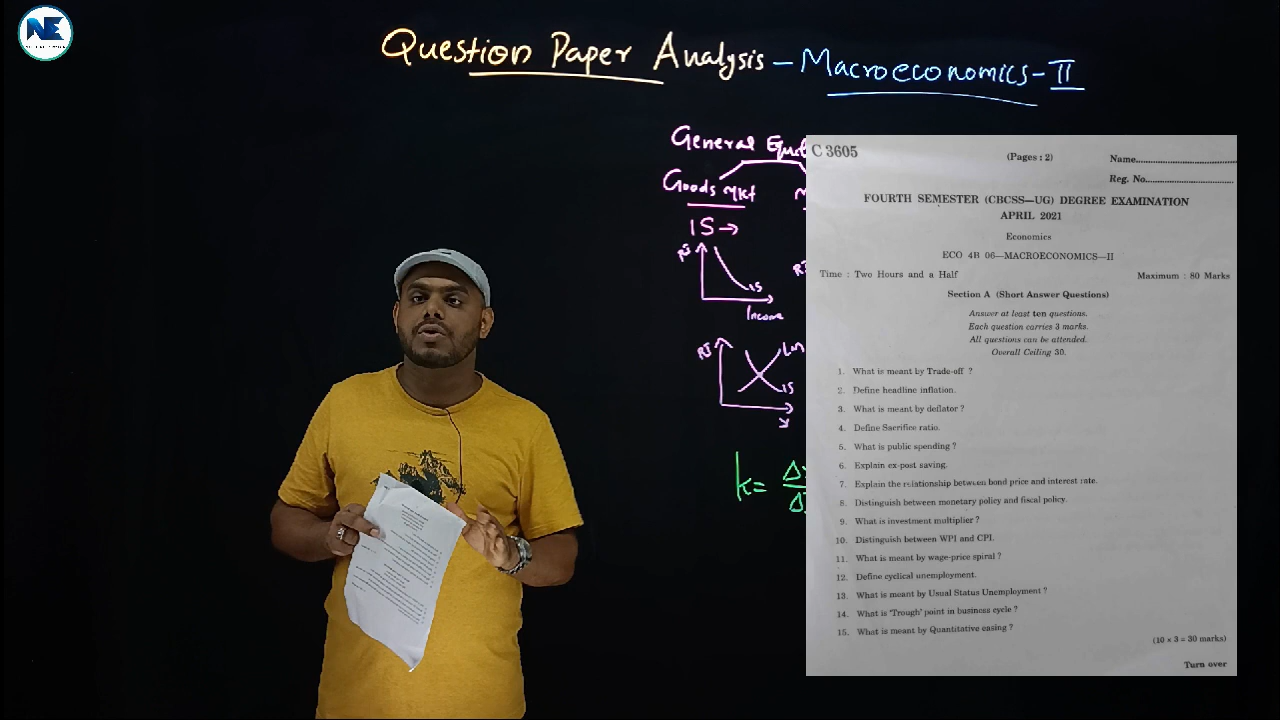 NE
Question Paper Analysis - Macroeconomics - II
General Equi
Goods Mkt
IS →
RI
IS
Income
RI
LM
IS
Y
k = ΔY
C 3605
(Pages : 2)
Name
Reg. No.
FOURTH SEMESTER (CBCSS—UG) DEGREE EXAMINATION
APRIL 2021
Economics
ECO 4B 06—MACROECONOMICS—II
Time : Two Hours and a Half
Maximum : 80 Marks
Section A (Short Answer Questions)
Answer at least ten questions.
Each question carries 3 marks.
All questions can be attended.
Overall Ceiling 30.
1. What is meant by Trade-off ?
2. Define headline inflation.
3. What is meant by deflator ?
4. Define Sacrifice ratio.
5. What is public spending ?
6. Explain ex-post saving.
7. Explain the relationship between bond price and interest rate.
8. Distinguish between monetary policy and fiscal policy.
9. What is investment multiplier ?
10. Distinguish between WPI and CPI.
11. What is meant by wage-price spiral ?
12. Define cyclical unemployment.
13. What is meant by Usual Status Unemployment ?
14. What is 'Trough' point in business cycle ?
15. What is meant by Quantitative easing ?
(10 × 3 = 30 marks)
Turn over